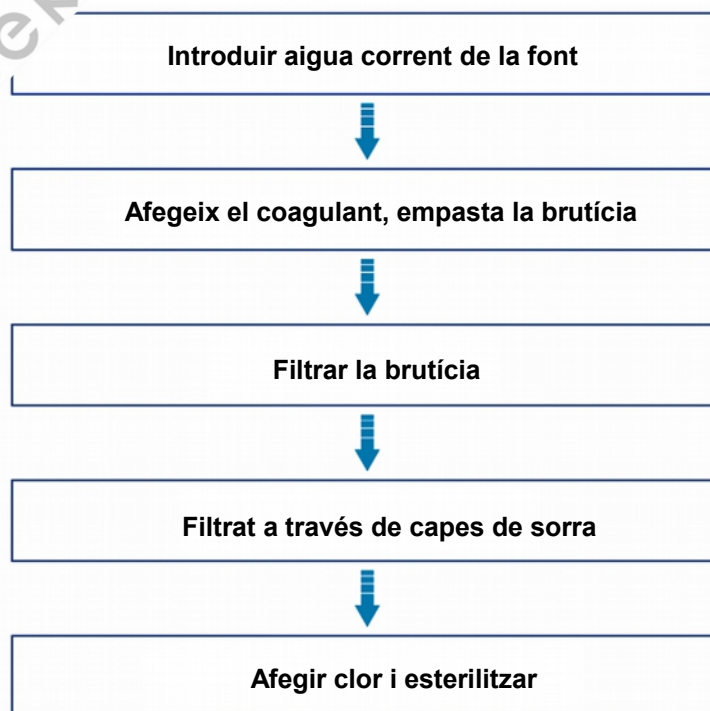 Introduir aigua corrent de la font
Afegeix el coagulant, empasta la brutícia
Filtrar la brutícia
Filtrat a través de capes de sorra
Afegir clor i esterilitzar